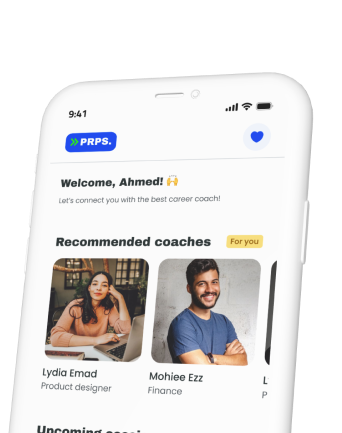 9:41
PRPS.
Welcome, Ahmed! 🙌
Let's connect you with the best career coach!
Recommended coaches For you
Lydia Emad
Product designer
Mohiee Ezz
Finance
L
P
Upcoming